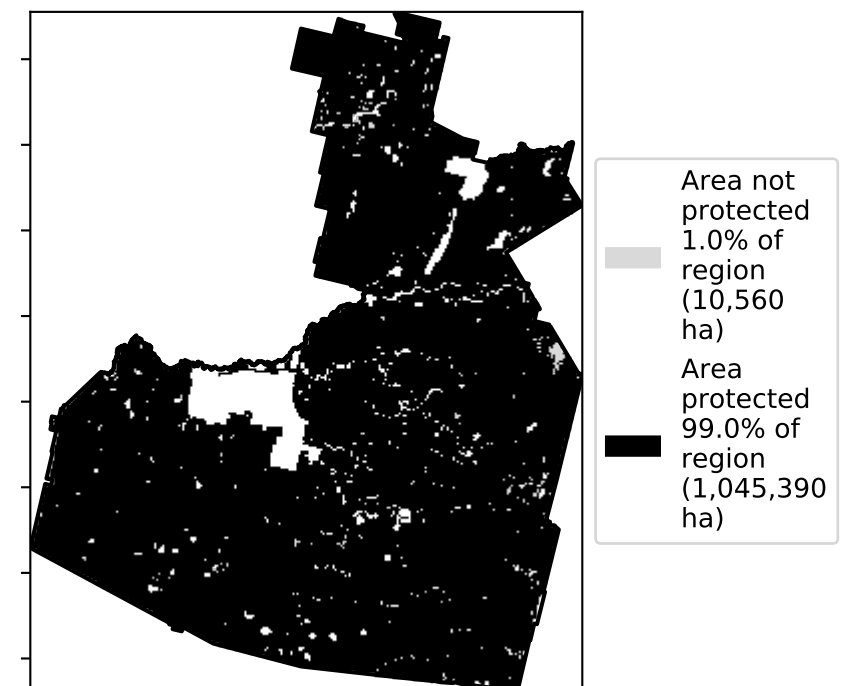 Area not
protected
1.0% of
region
(10,560
ha)
Area
protected
99.0% of
region
(1,045,390
ha)